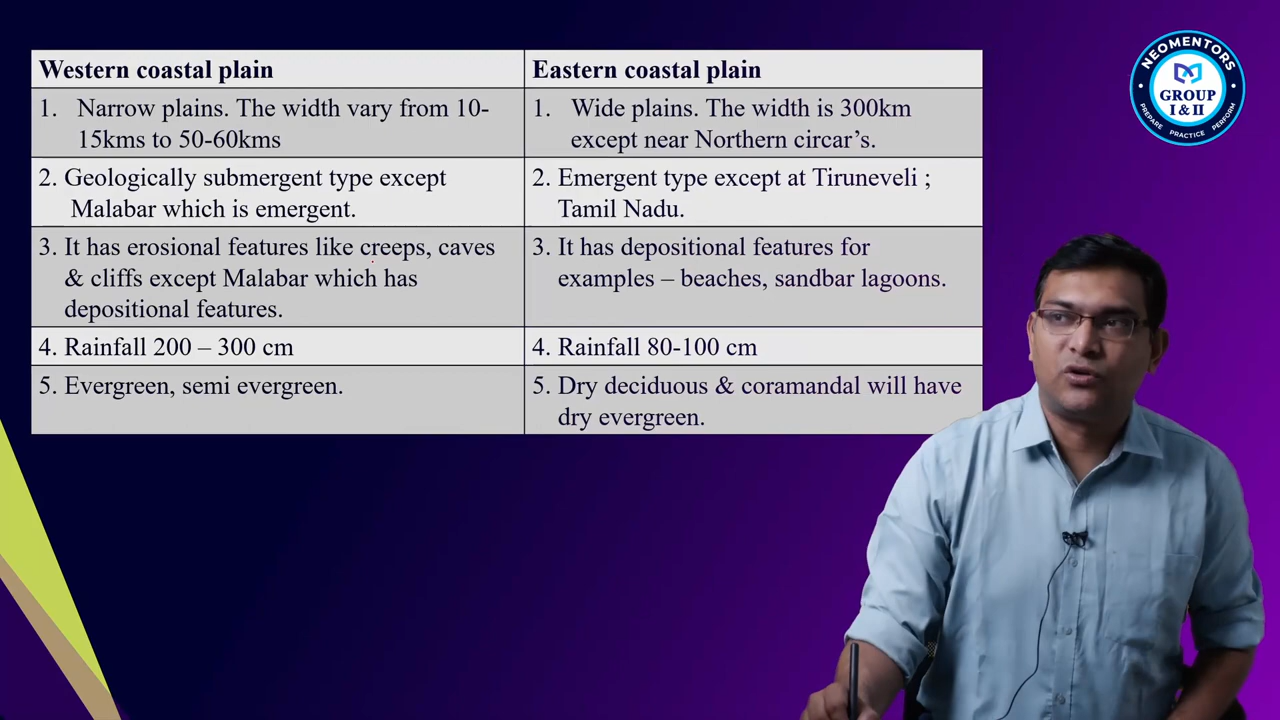 Western coastal plain
Eastern coastal plain
1. Narrow plains. The width vary from 10-
15kms to 50-60kms
1. Wide plains. The width is 300km
except near Northern circar’s.
2. Geologically submergent type except
Malabar which is emergent.
2. Emergent type except at Tiruneveli ;
Tamil Nadu.
3. It has erosional features like creeps, caves
& cliffs except Malabar which has
depositional features.
3. It has depositional features for
examples – beaches, sandbar lagoons.
4. Rainfall 200 – 300 cm
4. Rainfall 80-100 cm
5. Evergreen, semi evergreen.
5. Dry deciduous & coramandal will have
dry evergreen.
NEOMENTORS
GROUP
I & II
PREPARE PRACTICE PERFORM